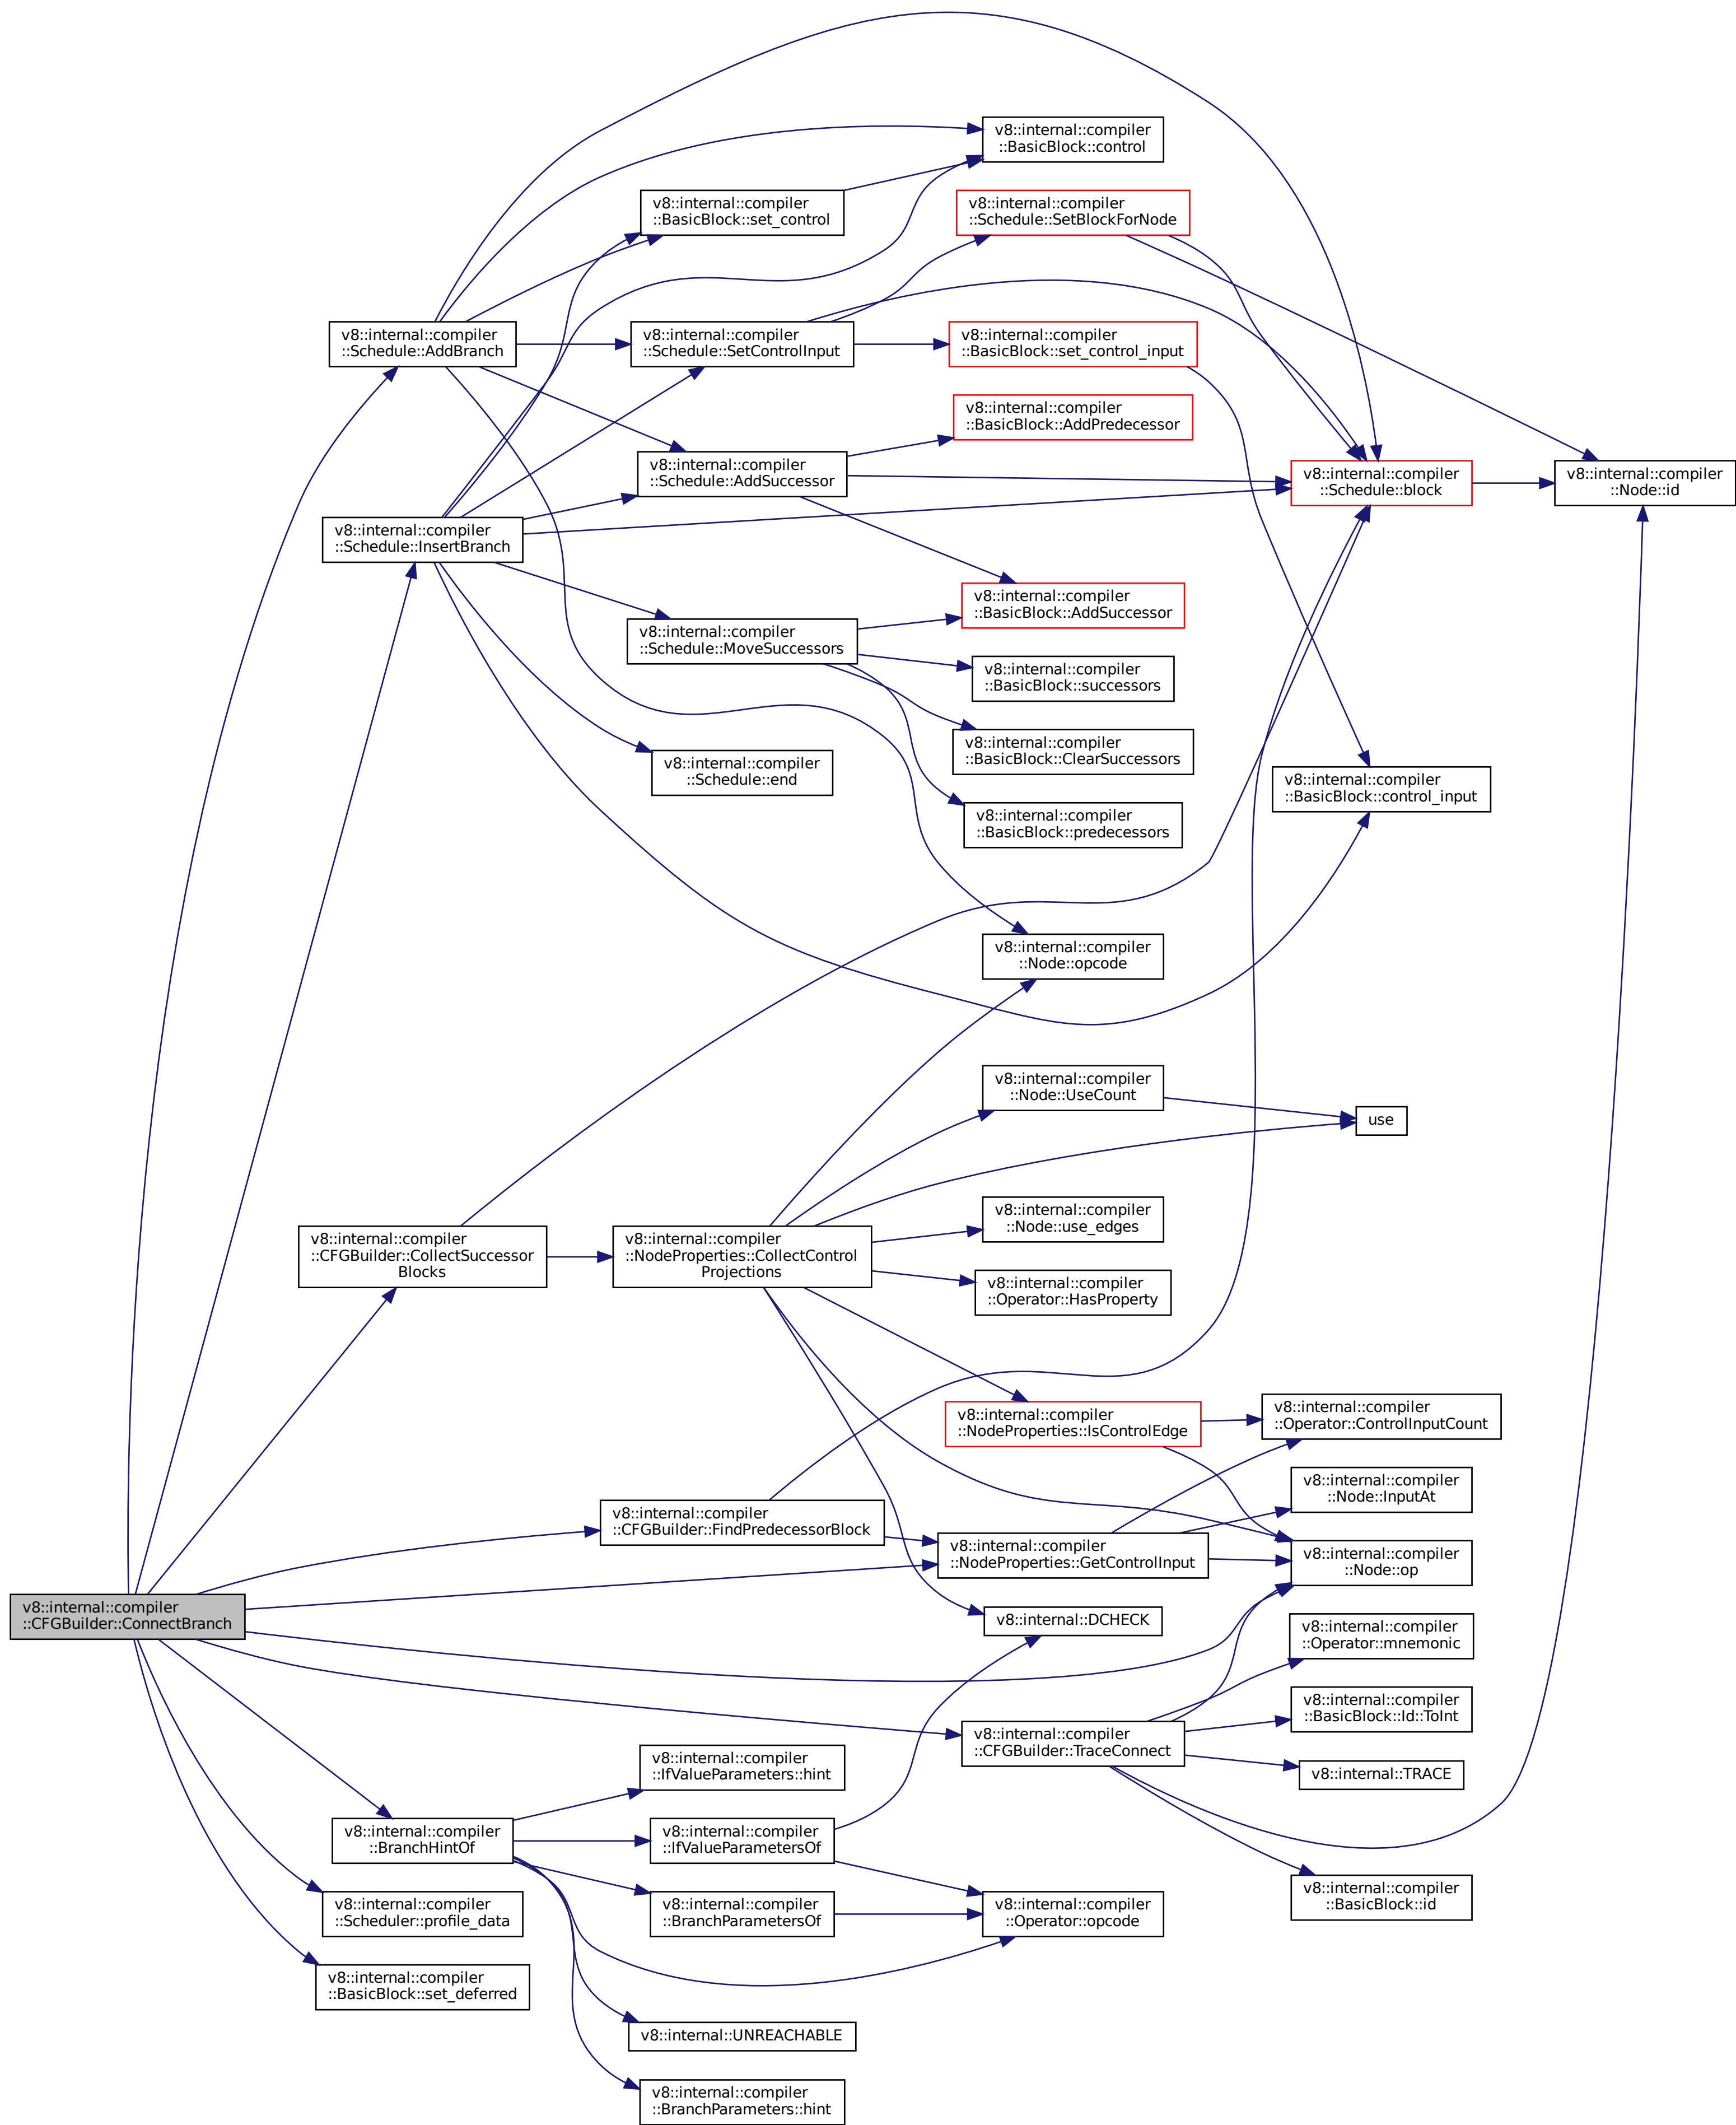 v8::internal::compiler
::BasicBlock::control
v8::internal::compiler
::BasicBlock::set_control
v8::internal::compiler
::Schedule::SetBlockForNode
v8::internal::compiler
::Schedule::AddBranch
v8::internal::compiler
::Schedule::SetControlInput
v8::internal::compiler
::BasicBlock::set_control_input
v8::internal::compiler
::BasicBlock::AddPredecessor
v8::internal::compiler
::Schedule::AddSuccessor
v8::internal::compiler
::Schedule::block
v8::internal::compiler
::Node::id
v8::internal::compiler
::Schedule::InsertBranch
v8::internal::compiler
::BasicBlock::AddSuccessor
v8::internal::compiler
::Schedule::MoveSuccessors
v8::internal::compiler
::BasicBlock::successors
v8::internal::compiler
::BasicBlock::ClearSuccessors
v8::internal::compiler
::Schedule::end
v8::internal::compiler
::BasicBlock::control_input
v8::internal::compiler
::BasicBlock::predecessors
v8::internal::compiler
::Node::opcode
v8::internal::compiler
::Node::UseCount
use
v8::internal::compiler
::Node::use_edges
v8::internal::compiler
::CFGBuilder::CollectSuccessor
Blocks
v8::internal::compiler
::NodeProperties::CollectControl
Projections
v8::internal::compiler
::Operator::HasProperty
v8::internal::compiler
::NodeProperties::IsControlEdge
v8::internal::compiler
::Operator::ControlInputCount
v8::internal::compiler
::Node::InputAt
v8::internal::compiler
::CFGBuilder::FindPredecessorBlock
v8::internal::compiler
::NodeProperties::GetControlInput
v8::internal::compiler
::Node::op
v8::internal::compiler
::CFGBuilder::ConnectBranch
v8::internal::DCHECK
v8::internal::compiler
::Operator::mnemonic
v8::internal::compiler
::BasicBlock::Id::ToInt
v8::internal::compiler
::CFGBuilder::TraceConnect
v8::internal::TRACE
v8::internal::compiler
::IfValueParameters::hint
v8::internal::compiler
::BranchHintOf
v8::internal::compiler
::IfValueParametersOf
v8::internal::compiler
::BasicBlock::id
v8::internal::compiler
::Scheduler::profile_data
v8::internal::compiler
::BranchParametersOf
v8::internal::compiler
::Operator::opcode
v8::internal::compiler
::BasicBlock::set_deferred
v8::internal::UNREACHABLE
v8::internal::compiler
::BranchParameters::hint